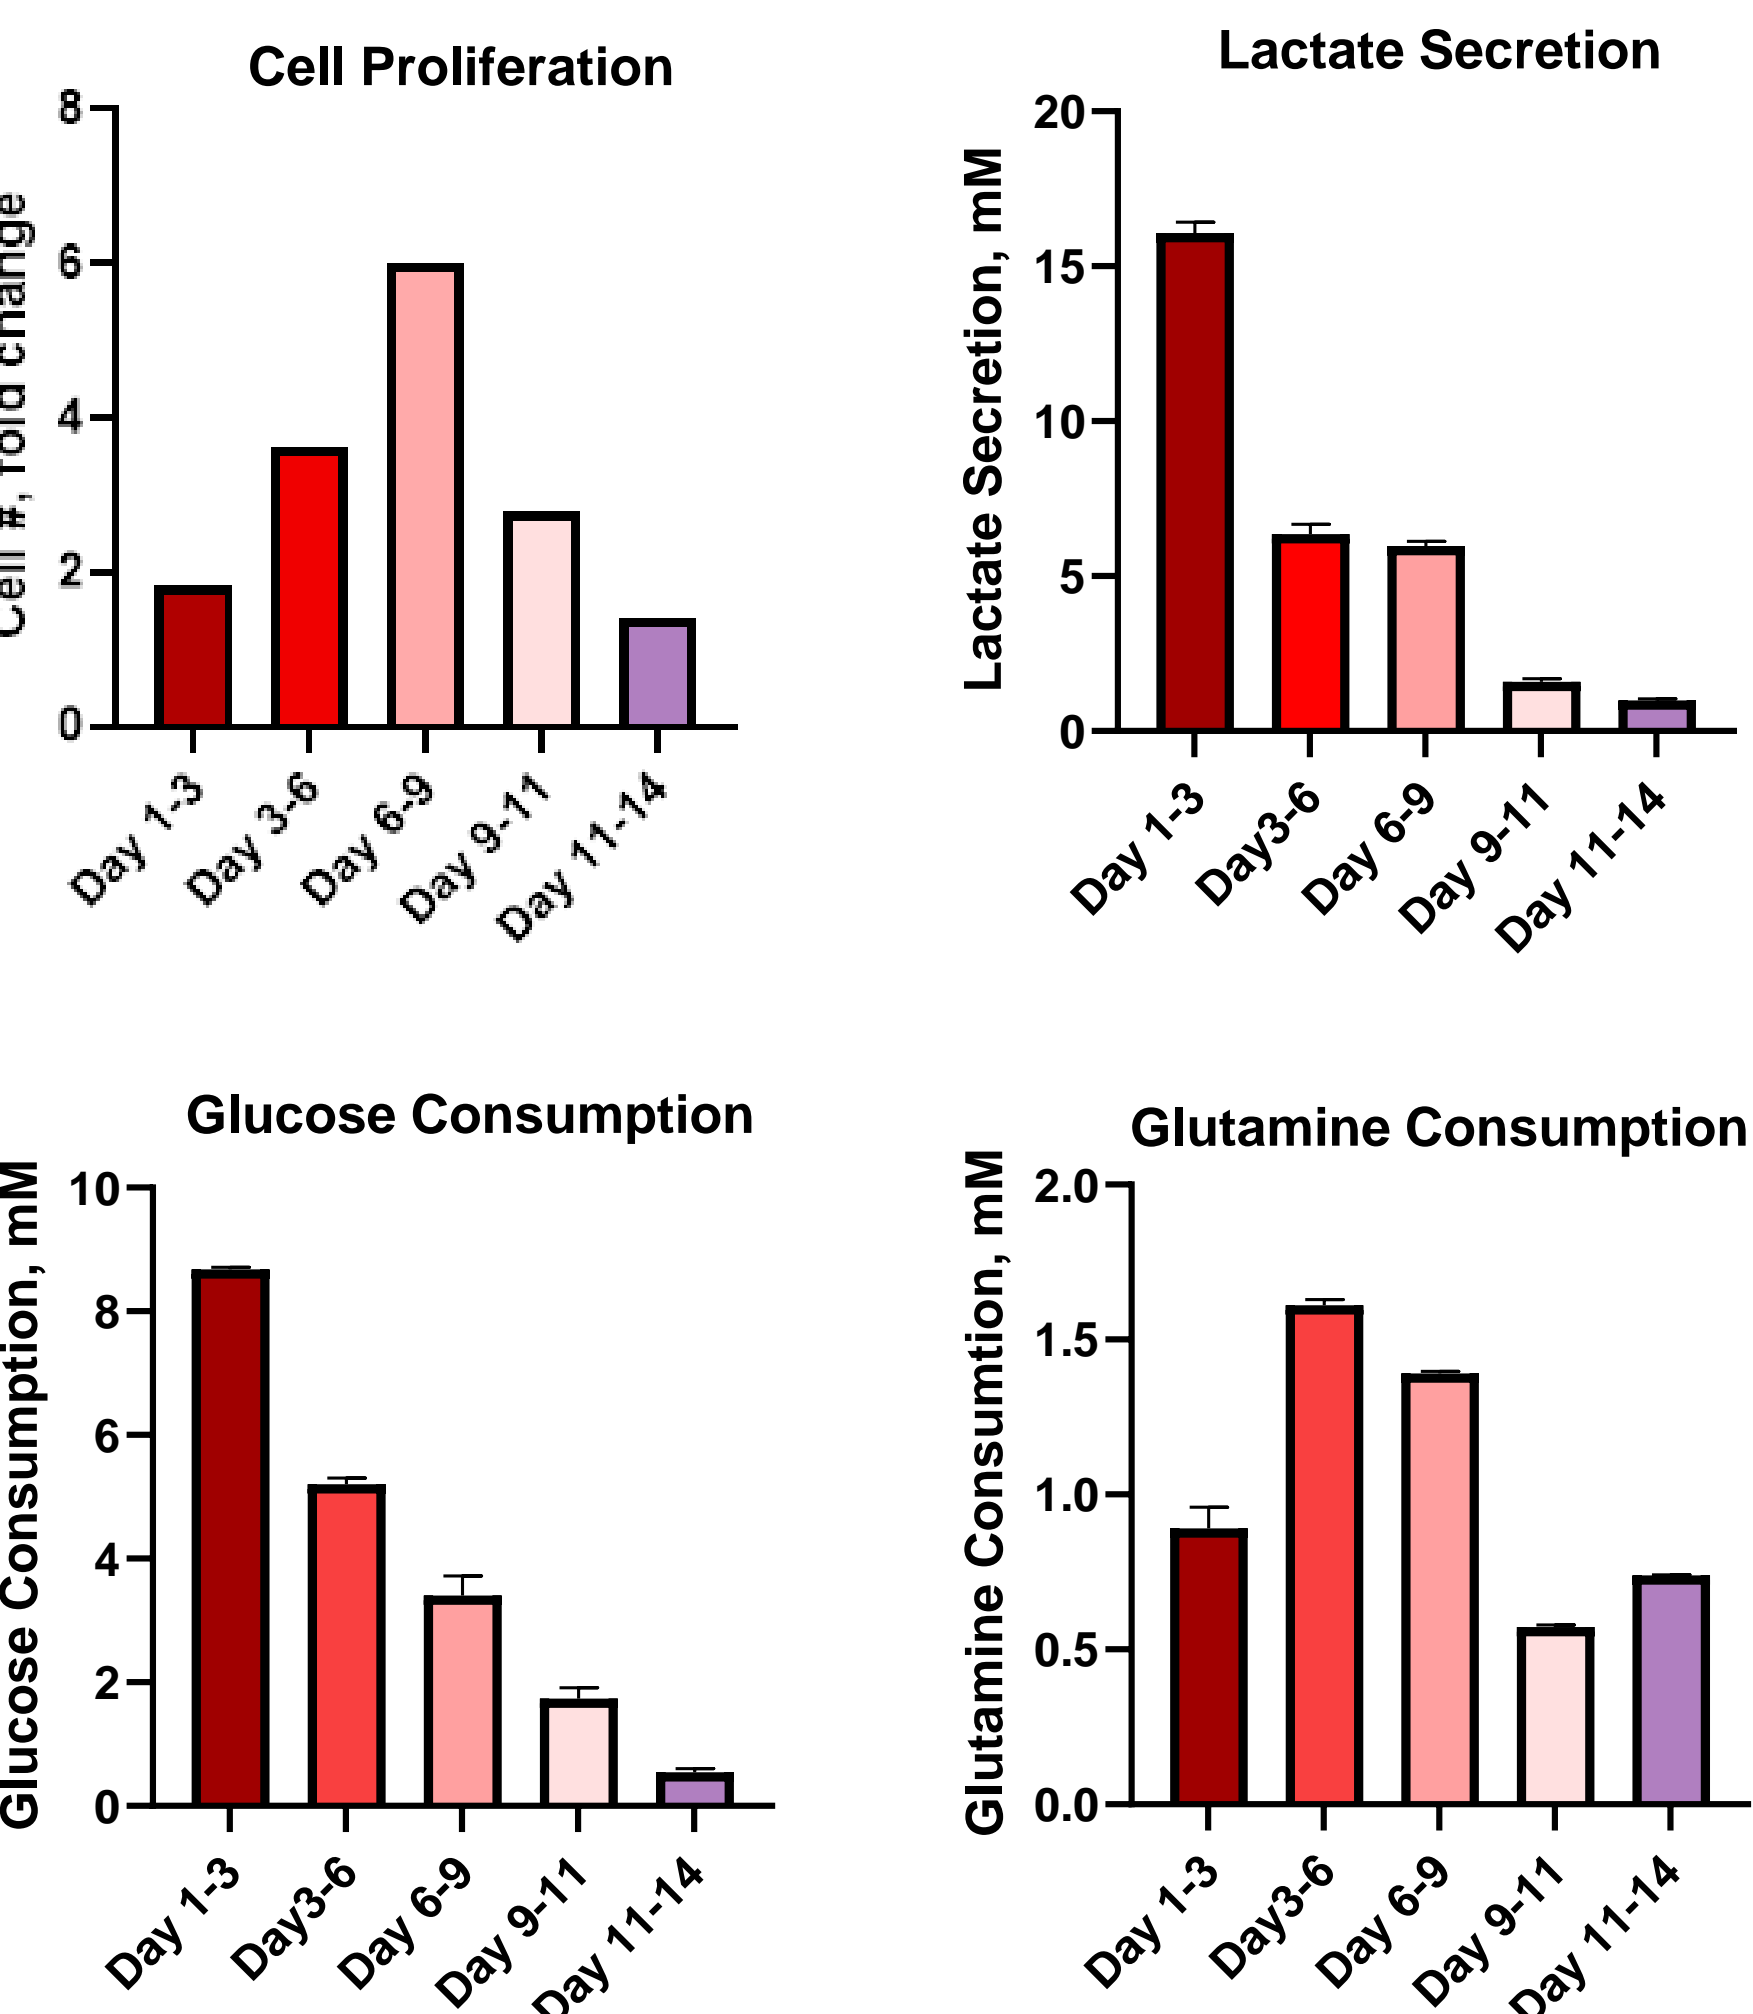 Cell Proliferation
Cell #, fold change
8
6
4
2
0
Day 1-3
Day 3-6
Day 6-9
Day 9-11
Day 11-14
Lactate Secretion
Lactate Secretion, mM
20
15
10
5
0
Day 1-3
Day3-6
Day 6-9
Day 9-11
Day 11-14
Glucose Consumption
Glucose Consumption, mM
10
8
6
4
2
0
Day 1-3
Day3-6
Day 6-9
Day 9-11
Day 11-14
Glutamine Consumption
Glutamine Consumtion, mM
2.0
1.5
1.0
0.5
0.0
Day 1-3
Day3-6
Day 6-9
Day 9-11
Day 11-14